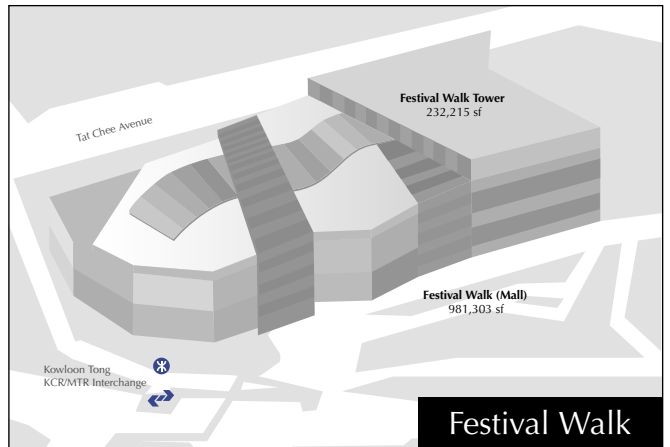 Festival Walk Tower
232,215 sf
Tat Chee Avenue
Festival Walk (Mall)
981,303 sf
Kowloon Tong
KCR/MTR Interchange
Festival Walk